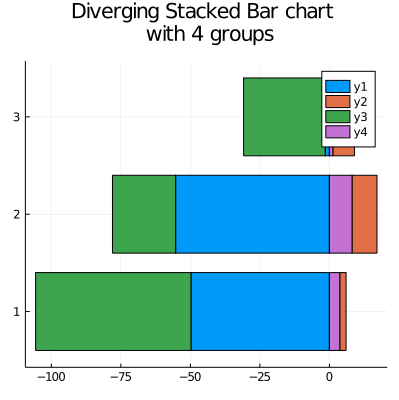 Diverging Stacked Bar chart
with 4 groups
y1
y2
y3
y4
3
2
1
−100
−75
−50
−25
0